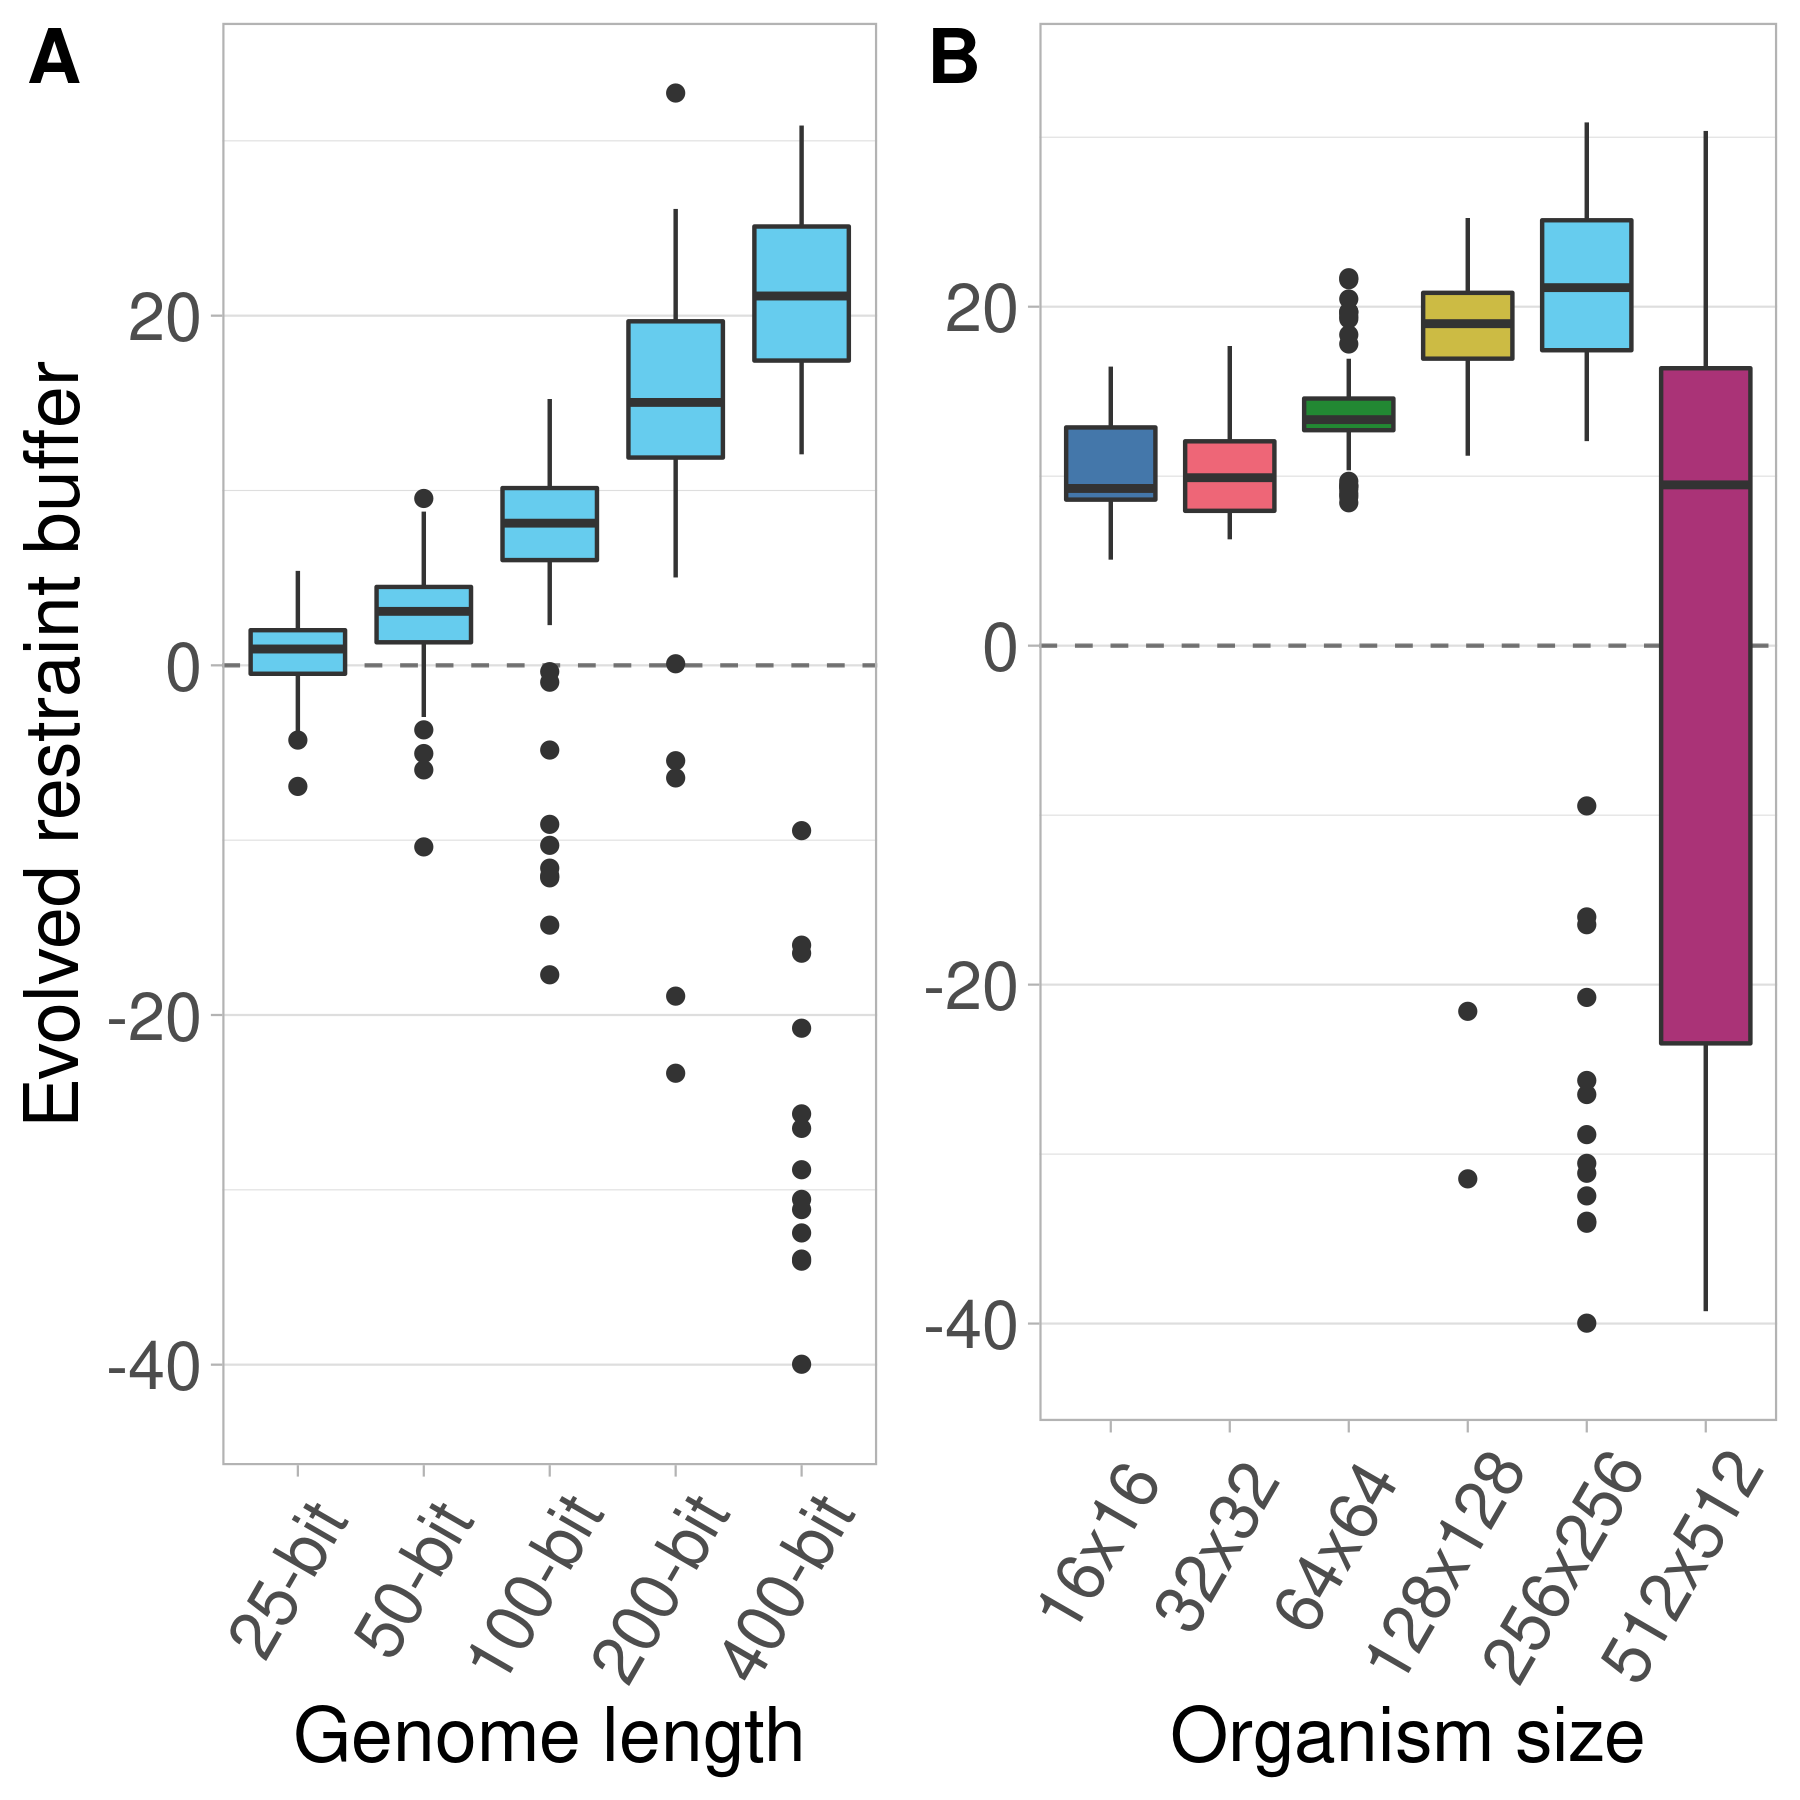 A
B
Evolved restraint buffer
20
0
-20
-40
20
0
-20
-40
25-bit
50-bit
100-bit
200-bit
400-bit
16x16
32x32
64x64
128x128
256x256
512x512
Genome length
Organism size